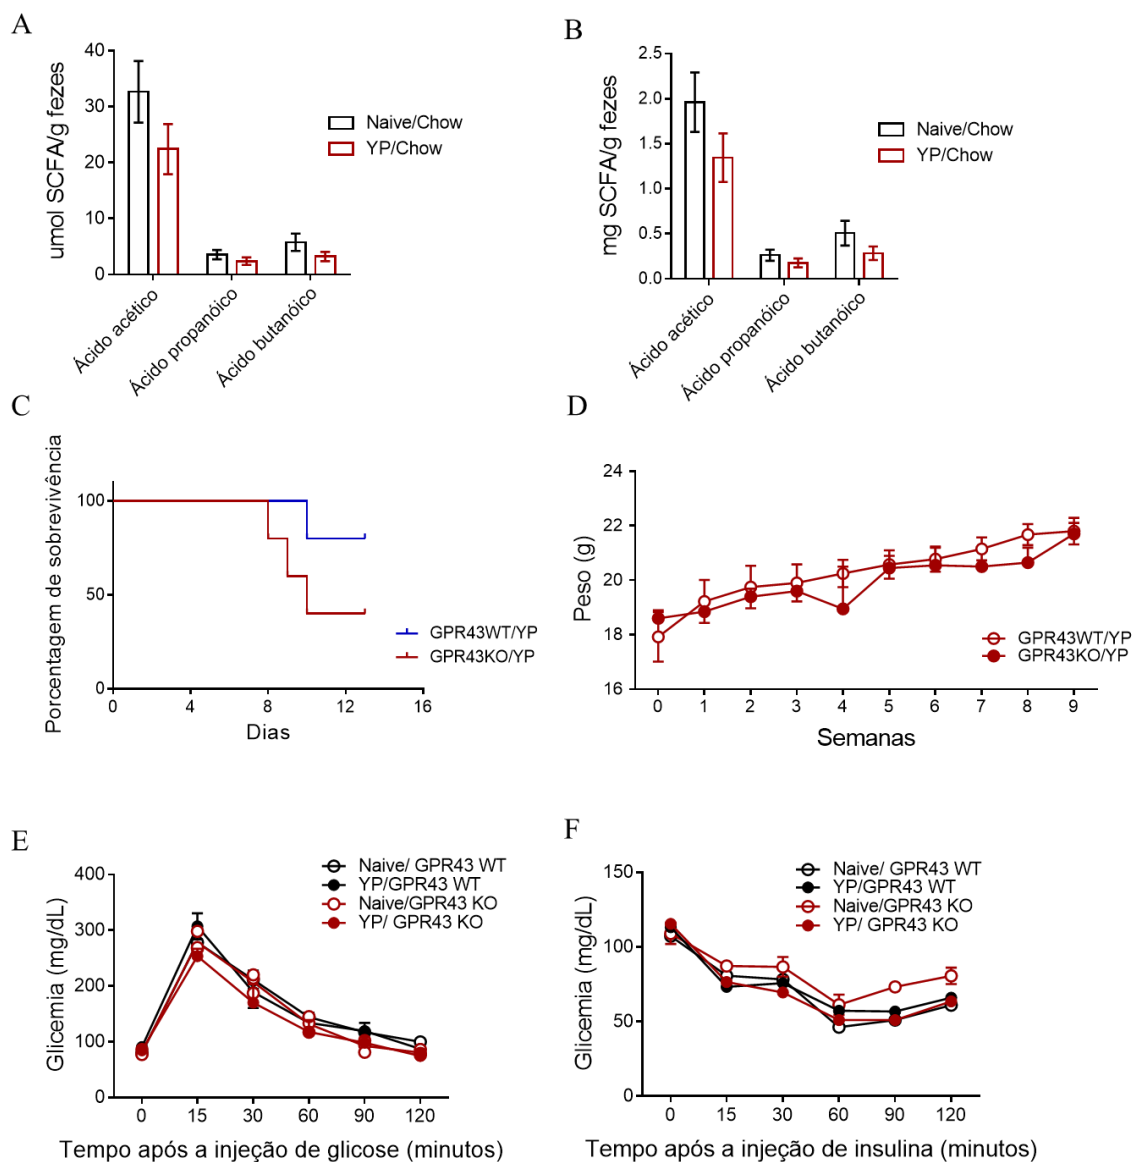 A
umol SCFA/g fezes
40
30
20
10
0
Naive/Chow
YP/Chow
Ácido acético
Ácido propanóico
Ácido butanóico
B
mg SCFA/g fezes
2.5
2.0
1.5
1.0
0.5
0.0
Naive/Chow
YP/Chow
Ácido acético
Ácido propanóico
Ácido butanóico
C
Porcentagem de sobrevivência
100
50
0
GPR43WT/YP
GPR43KO/YP
0 4 8 12 16
Dias
D
Peso (g)
24
22
20
18
16
GPR43WT/YP
GPR43KO/YP
0 1 2 3 4 5 6 7 8 9
Semanas
E
Glicemia (mg/dL)
400
300
200
100
0
Naive/ GPR43 WT
YP/GPR43 WT
Naive/GPR43 KO
YP/ GPR43 KO
0 15 30 60 90 120
Tempo após a injeção de glicose (minutos)
F
Glicemia (mg/dL)
150
100
50
0
Naive/ GPR43 WT
YP/GPR43 WT
Naive/GPR43 KO
YP/ GPR43 KO
0 15 30 60 90 120
Tempo após a injeção de insulina (minutos)